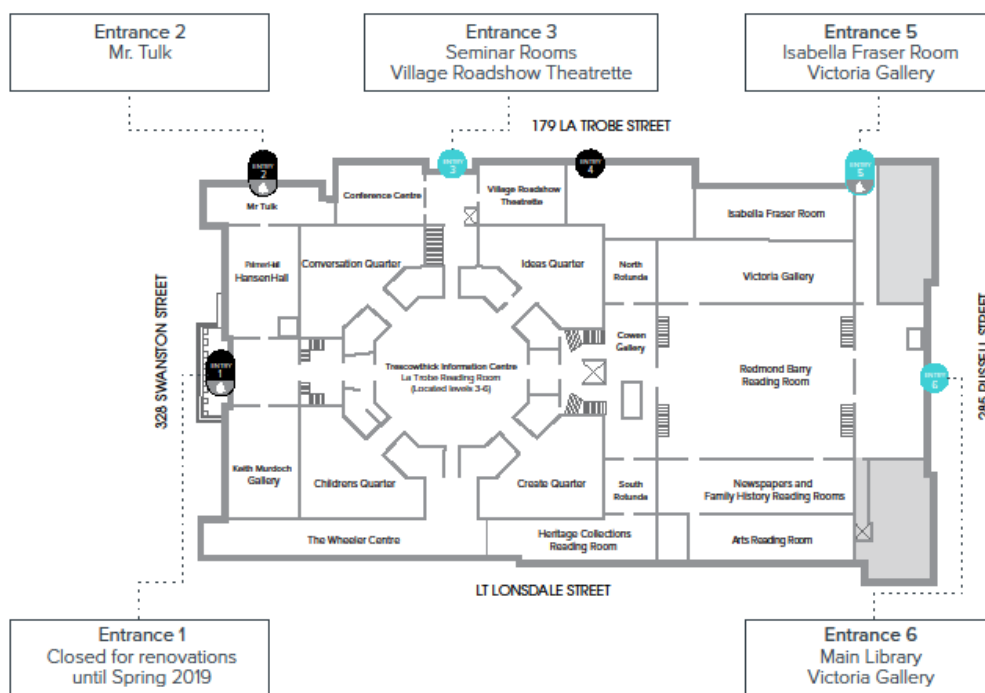 Entrance 2
Mr. Tulk
Entrance 3
Seminar Rooms
Village Roadshow Theatrette
Entrance 5
Isabella Fraser Room
Victoria Gallery
179 LA TROBE STREET
ENTRY
2
ENTRY
3
ENTRY
4
ENTRY
5
Mr Tulk
Conference Centre
Village Roadshow
Theatrette
Isabella Fraser Room
Palmer Hall
Hansen Hall
Conversation Quarter
Ideas Quarter
North
Rotunda
Victoria Gallery
328 SWANSTON STREET
ENTRY
1
Trescowthick Information Centre
La Trobe Reading Room
(Located levels 3-6)
Cowen
Gallery
Redmond Barry
Reading Room
ENTRY
6
285 RUSSELL STREET
Keith Murdoch
Gallery
Childrens Quarter
Create Quarter
South
Rotunda
Newspapers and
Family History Reading Rooms
The Wheeler Centre
Heritage Collections
Reading Room
Arts Reading Room
LT LONSDALE STREET
Entrance 1
Closed for renovations
until Spring 2019
Entrance 6
Main Library
Victoria Gallery